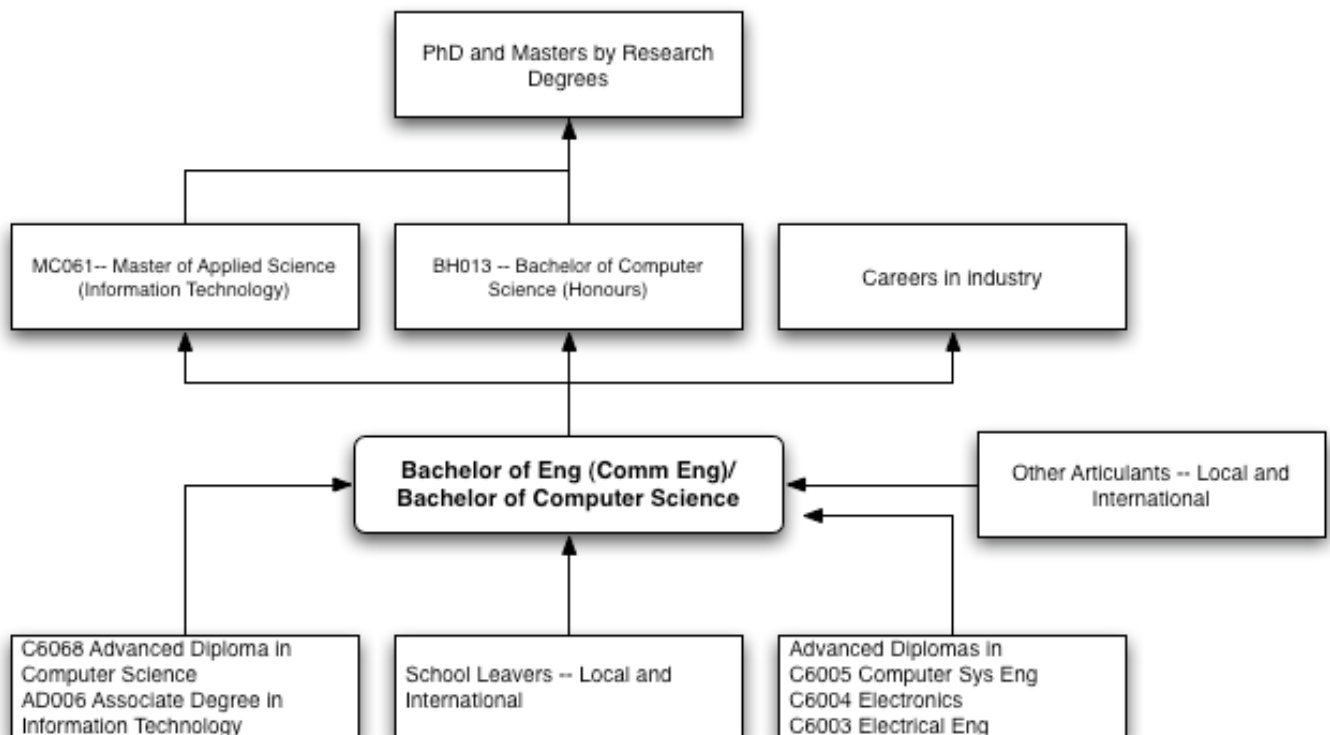 PhD and Masters by Research
Degrees
MC061-- Master of Applied Science
(Information Technology)
BH013 -- Bachelor of Computer
Science (Honours)
Careers in Industry
Bachelor of Eng (Comm Eng)/
Bachelor of Computer Science
Other Articulants -- Local and
International
C6068 Advanced Diploma in
Computer Science
AD006 Associate Degree in
Information Technology
School Leavers -- Local and
International
Advanced Diplomas in
C6005 Computer Sys Eng
C6004 Electronics
C6003 Electrical Eng